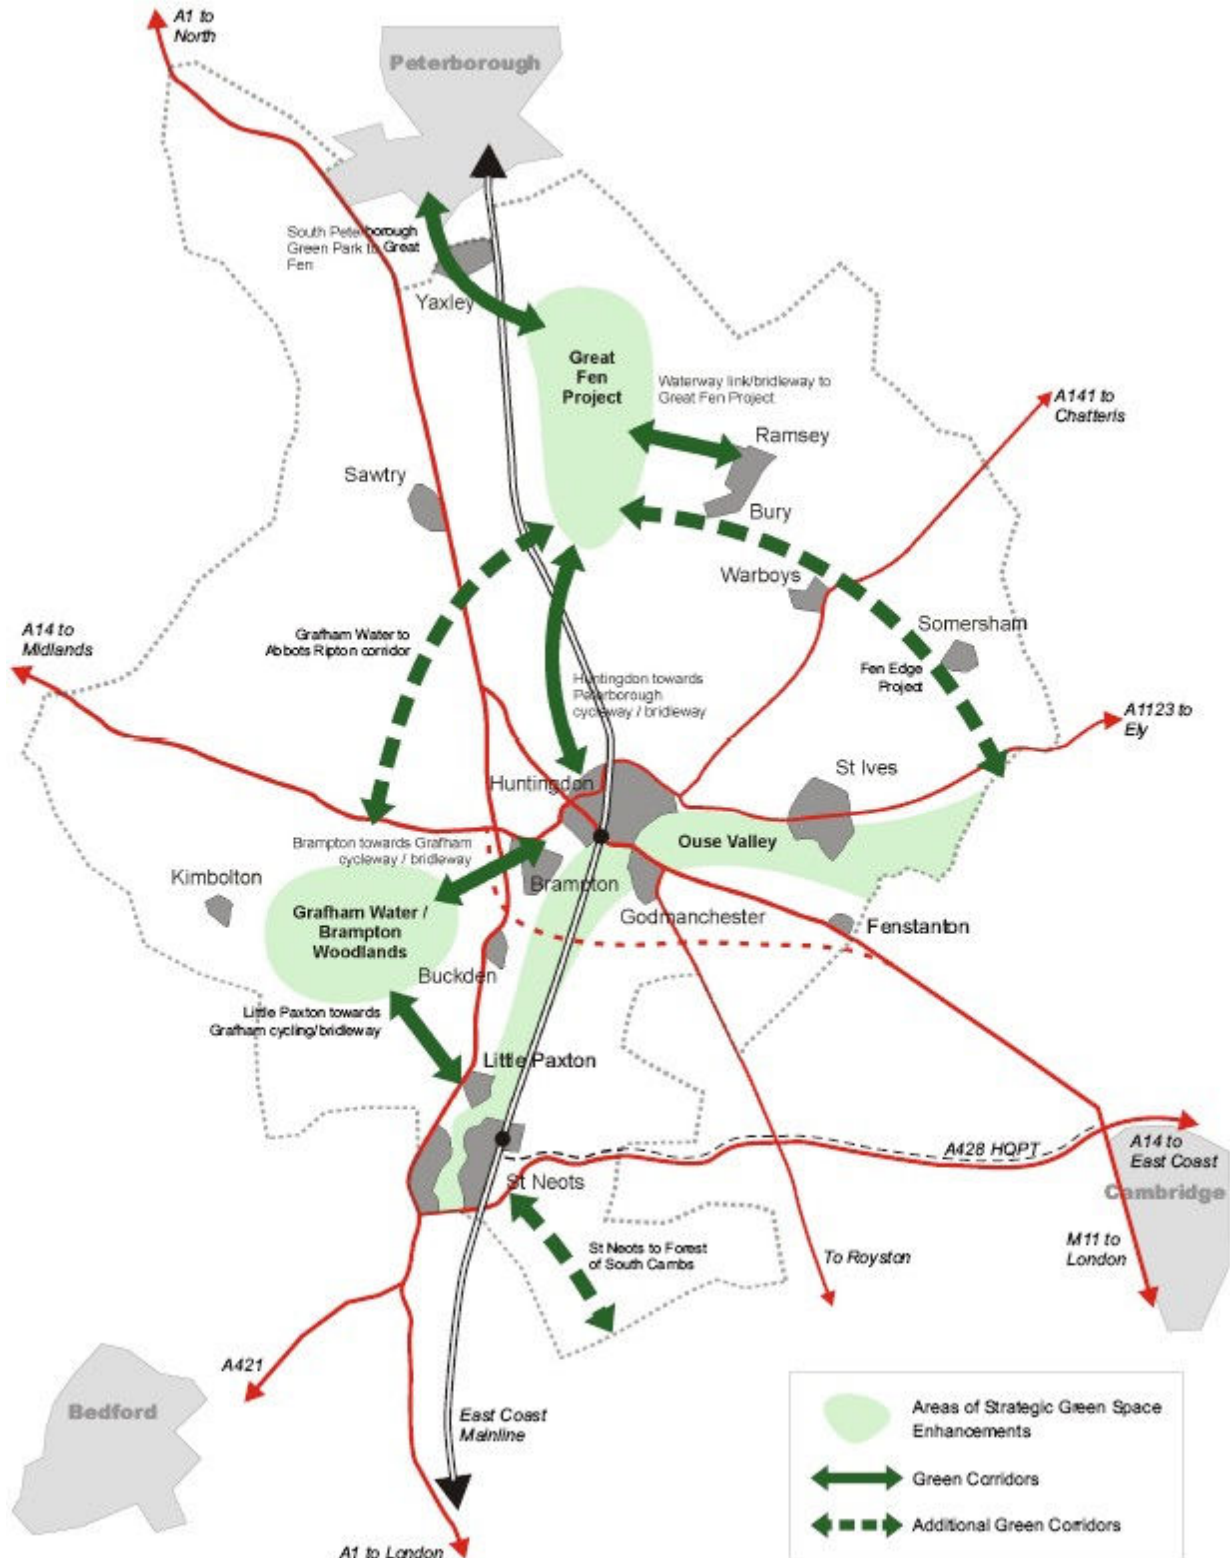 A1 to
North
Peterborough
South Peterborough
Green Park to Great
Fen
Yaxley
Great
Fen
Project
Waterway link/bridleway to
Great Fen Project
A141 to
Chatteris
Ramsey
Sawtry
Bury
Warboys
Somersham
A14 to
Midlands
Grafham Water to
Abbots Ripton corridor
Fen Edge
Project
Huntingdon towards
Peterborough
cycleway / bridleway
A1123 to
Ely
St Ives
Huntingdon
Ouse Valley
Brampton towards Grafham
cycleway / bridleway
Kimbolton
Brampton
Grafham Water /
Brampton
Woodlands
Godmanchester
Fenstanton
Buckden
Little Paxton towards
Grafham cycling/bridleway
Little Paxton
A428 HQPT
A14 to
East Coast
St Neots
Cambridge
St Neots to Forest
of South Cambs
To Royston
M11 to
London
A421
Bedford
East Coast
Mainline
A1 to London
Areas of Strategic Green Space
Enhancements
Green Corridors
Additional Green Corridors